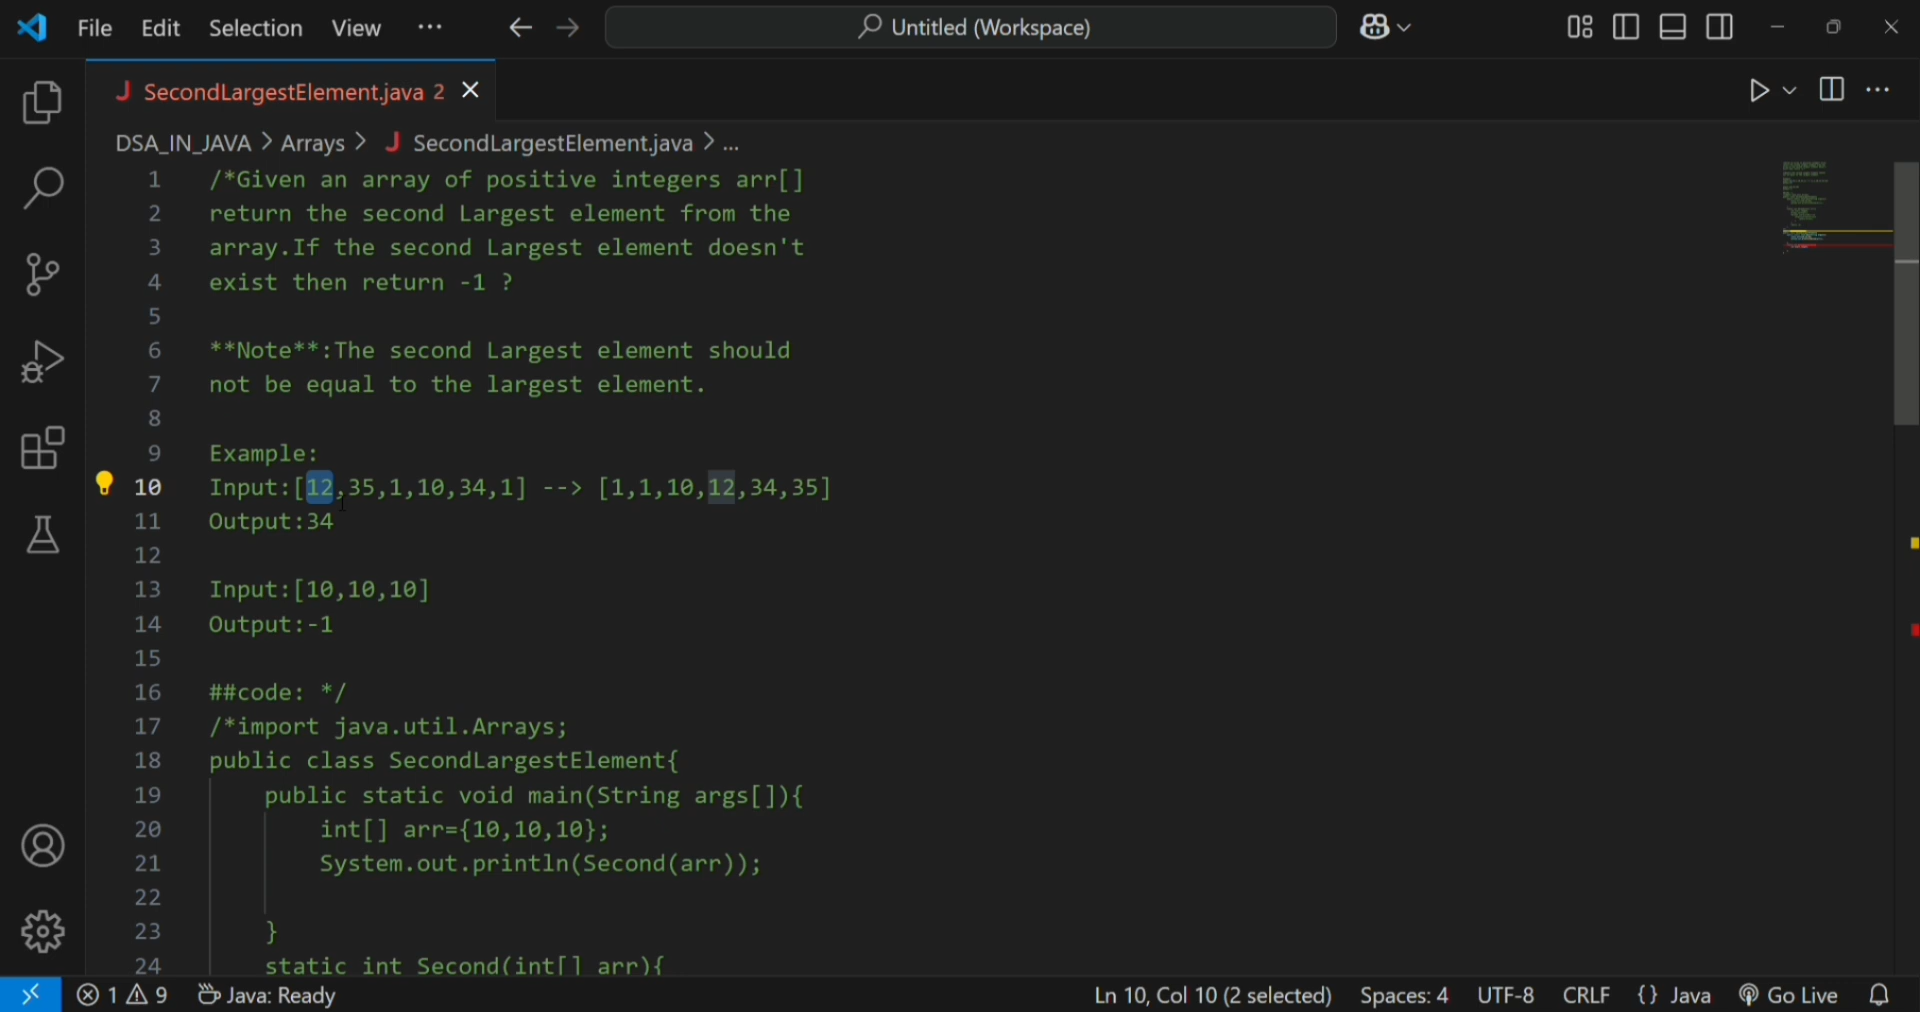 File Edit Selection View ··· Untitled (Workspace)
SecondLargestElement.java 2
DSA_IN_JAVA > Arrays > J SecondLargestElement.java > ...
1 /*Given an array of positive integers arr[]
2 return the second Largest element from the
3 array.If the second Largest element doesn't
4 exist then return -1 ?
5
6 **Note**:The second Largest element should
7 not be equal to the largest element.
8
9 Example:
10 Input:[12,35,1,10,34,1] --> [1,1,10,12,34,35]
11 Output:34
12
13 Input:[10,10,10]
14 Output:-1
15
16 ##code: */
17 /*import java.util.Arrays;
18 public class SecondLargestElement{
19 public static void main(String args[]){
20 int[] arr={10,10,10};
21 System.out.println(Second(arr));
22
23 }
24 static int Second(int[] arr){
1 9 Java: Ready Ln 10, Col 10 (2 selected) Spaces: 4 UTF-8 CRLF {} Java Go Live